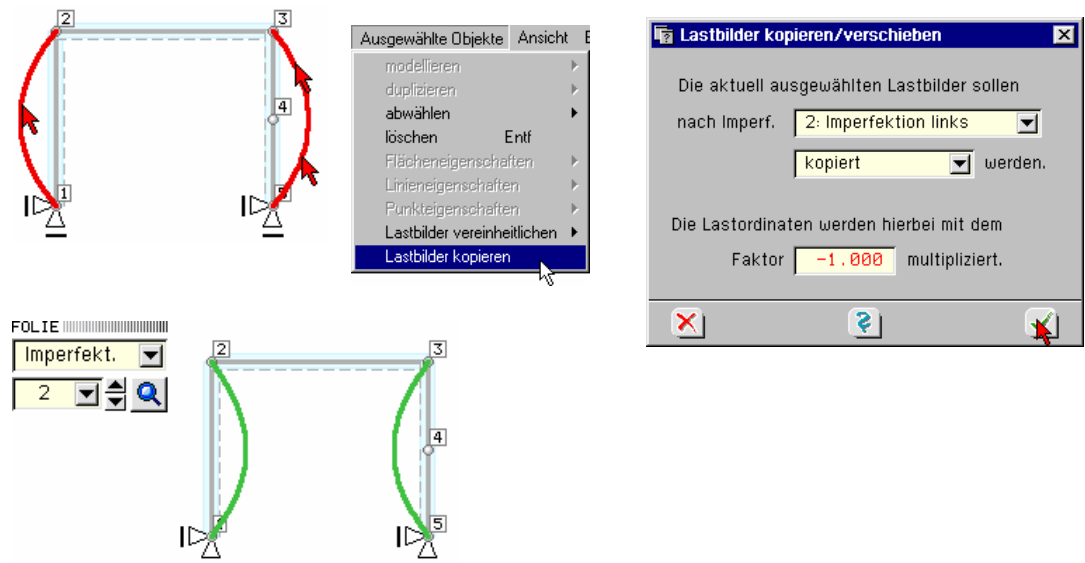 2
3
4
1
5
Ausgewählte Objekte Ansicht
modellieren
duplizieren
abwählen
löschen Entf
Flächeneigenschaften
Linieneigenschaften
Punkteigenschaften
Lastbilder vereinheitlichen
Lastbilder kopieren
Lastbilder kopieren/verschieben
Die aktuell ausgewählten Lastbilder sollen
nach Imperf. 2: Imperfektion links
kopiert werden.
Die Lastordinaten werden hierbei mit dem
Faktor -1.000 multipliziert.
FOLIE
Imperfekt.
2
2
3
4
5